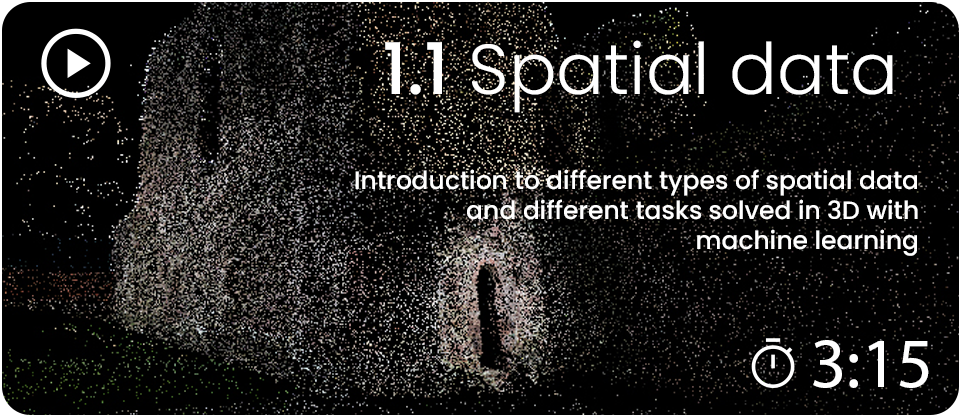 1.1 Spatial data
Introduction to different types of spatial data
and different tasks solved in 3D with
machine learning
3:15